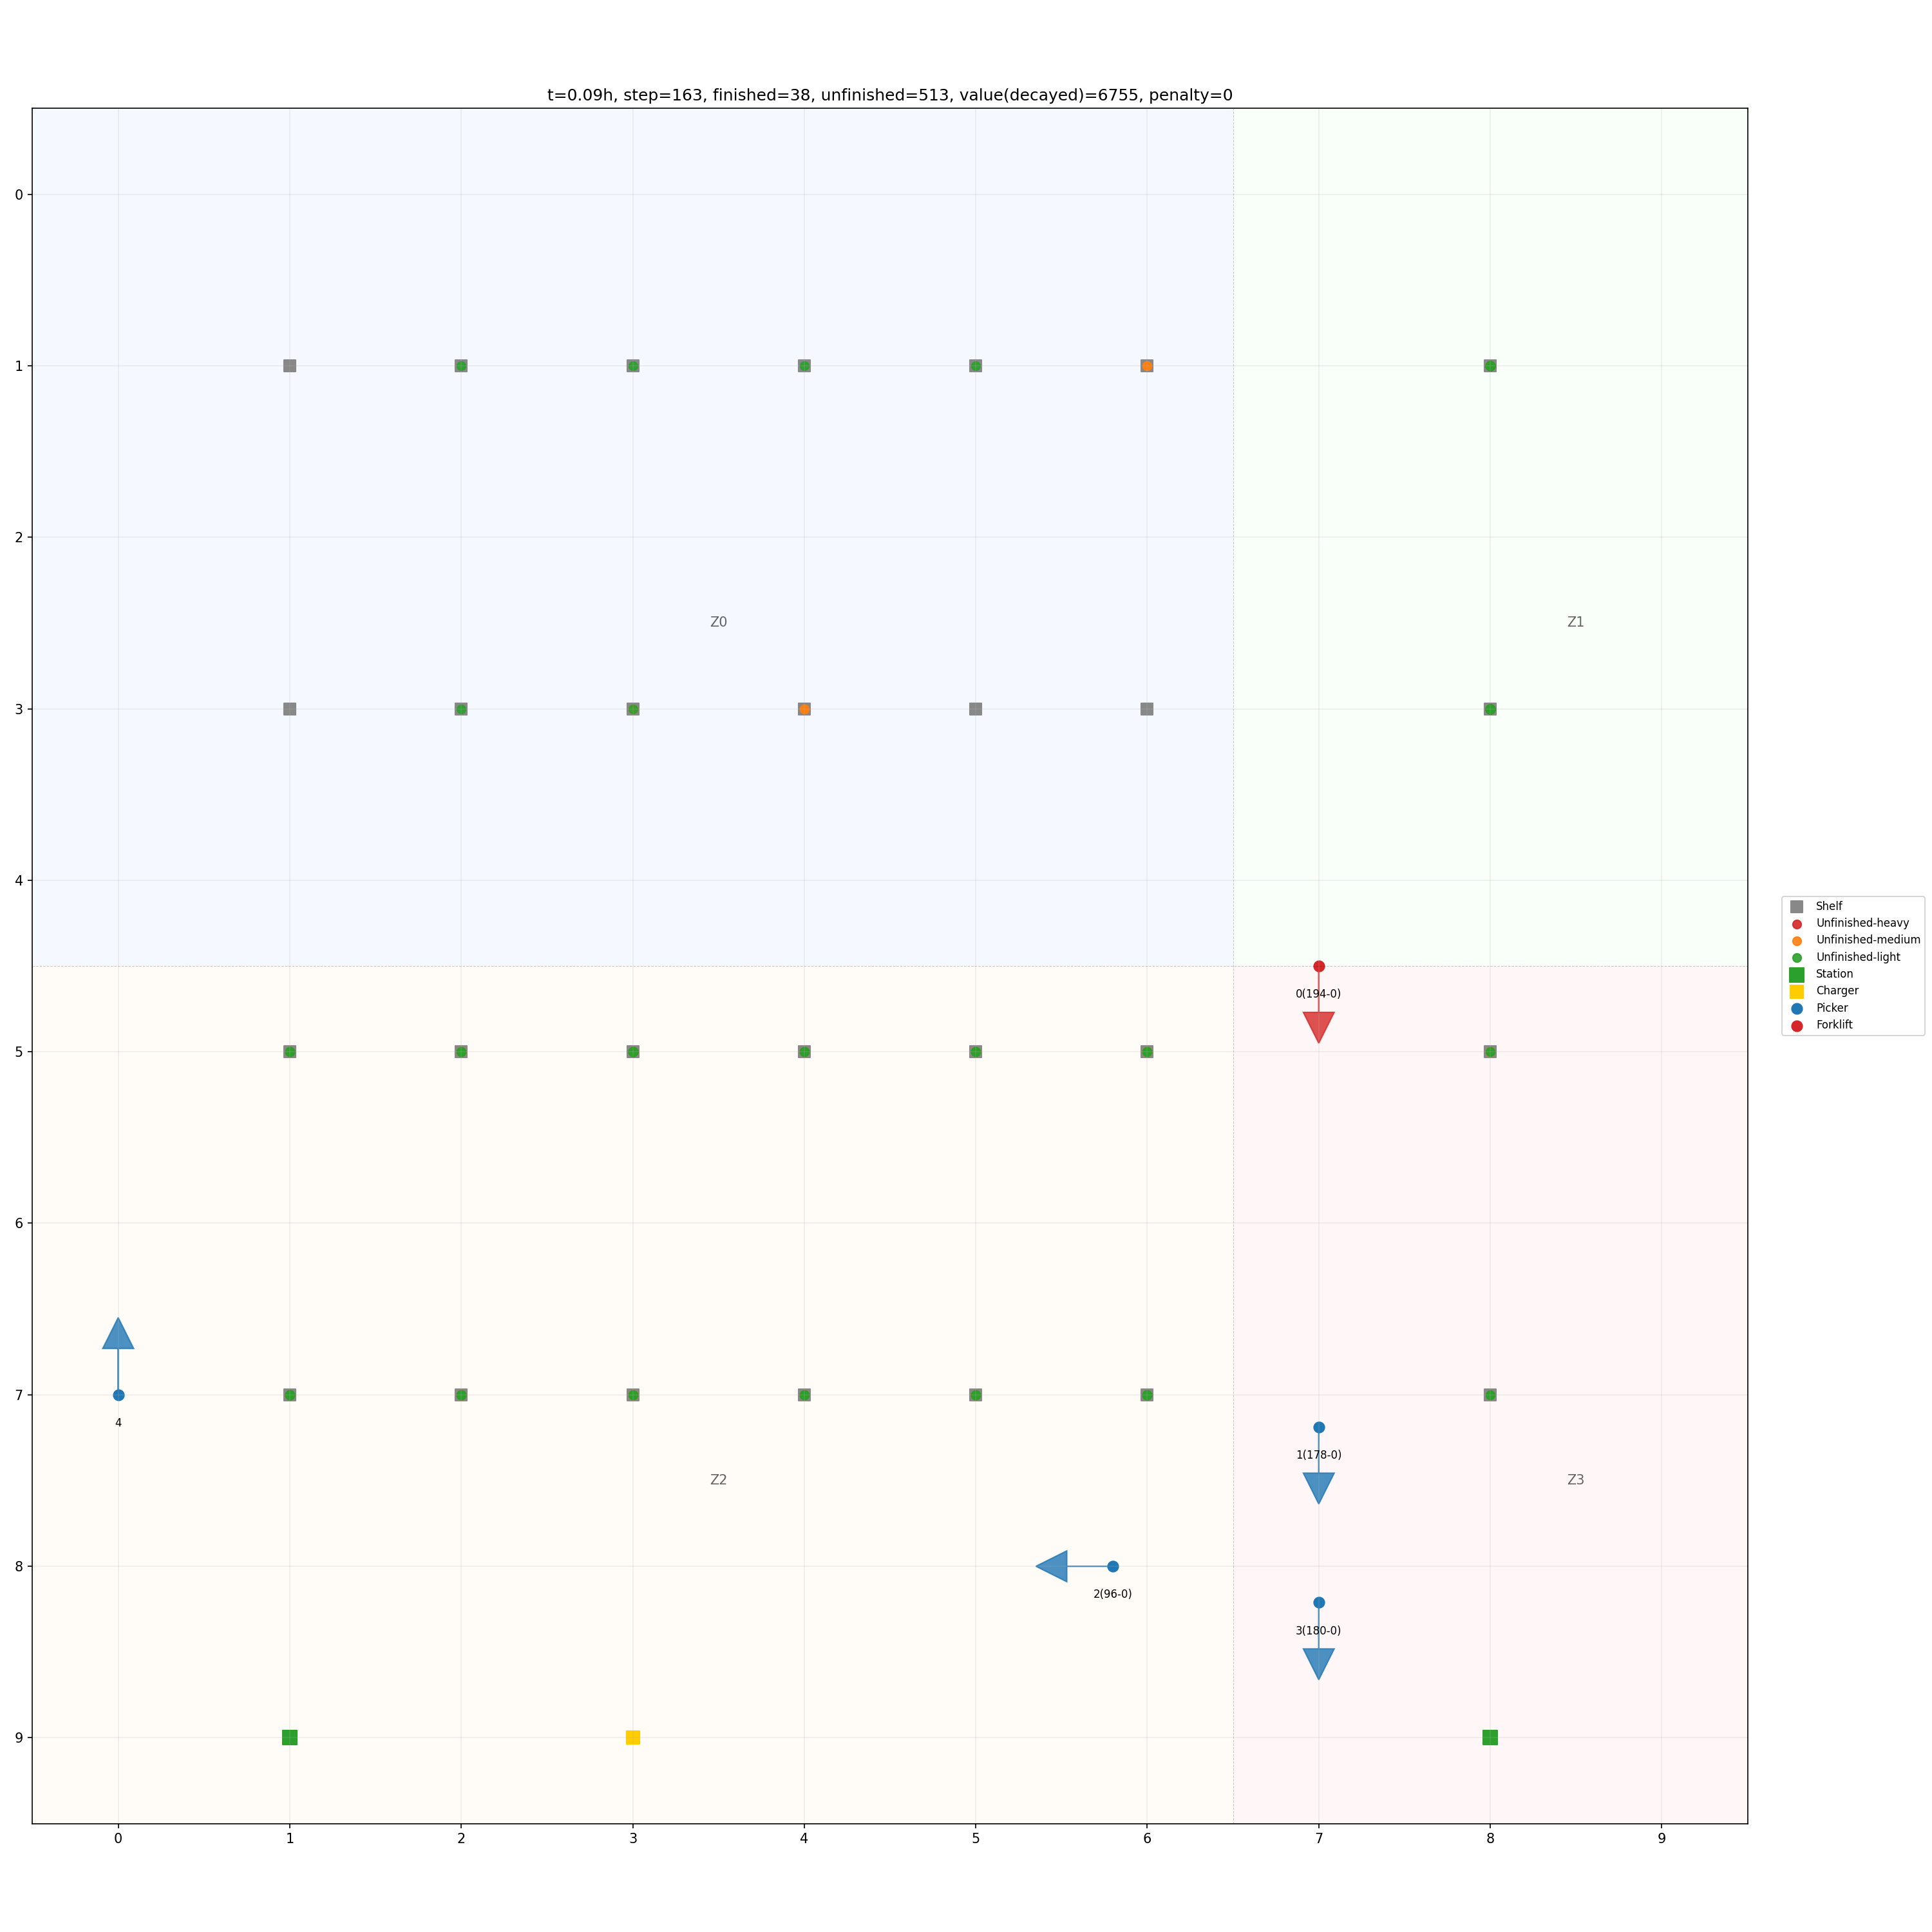 t=0.09h, step=163, finished=38, unfinished=513, value(decayed)=6755, penalty=0
0
1
2
Z0
Z1
3
4
0(194-0)
Shelf
Unfinished-heavy
Unfinished-medium
Unfinished-light
Station
Charger
Picker
Forklift
5
6
7
4
1(178-0)
Z2
Z3
8
2(96-0)
3(180-0)
9
0 1 2 3 4 5 6 7 8 9